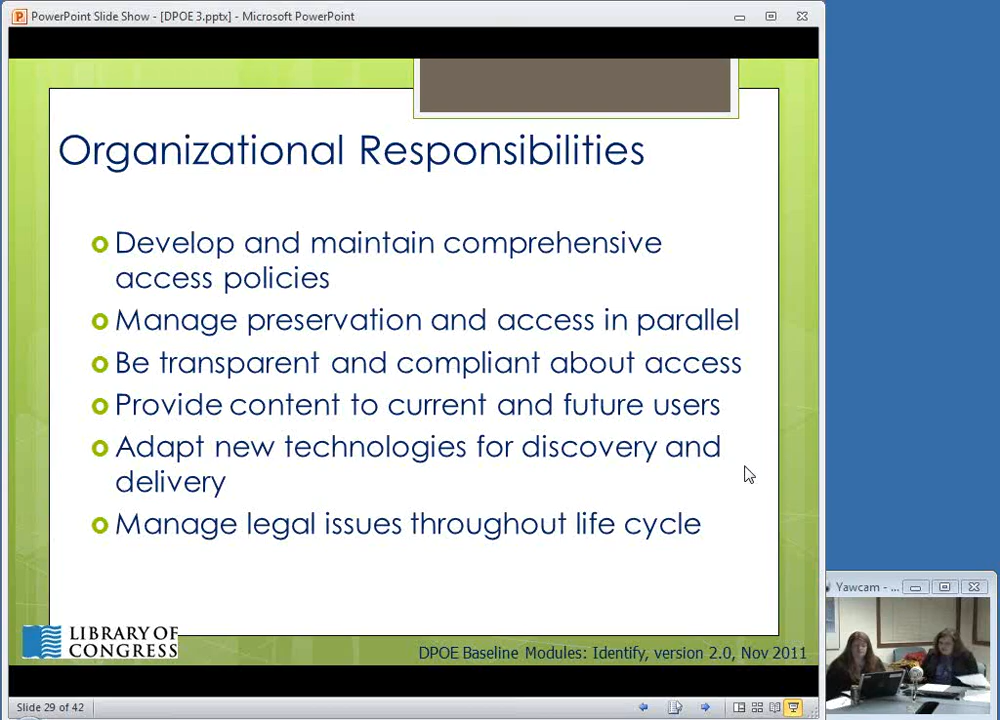 PowerPoint Slide Show - [DPOE 3.pptx] - Microsoft PowerPoint
Organizational Responsibilities
Develop and maintain comprehensive
access policies
Manage preservation and access in parallel
Be transparent and compliant about access
Provide content to current and future users
Adapt new technologies for discovery and
delivery
Manage legal issues throughout life cycle
LIBRARY OF
CONGRESS
DPOE Baseline Modules: Identify, version 2.0, Nov 2011
Slide 29 of 42
Yawcam - ...